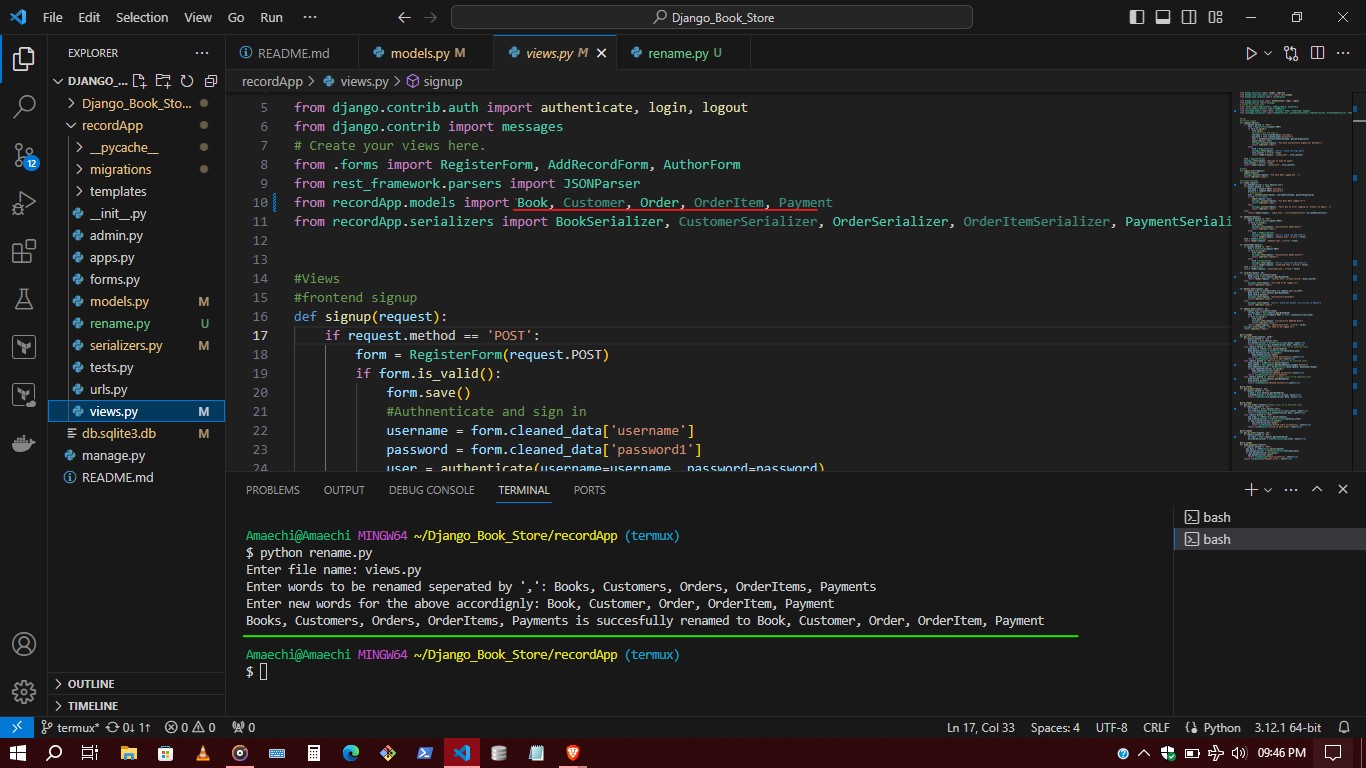 File Edit Selection View Go Run ··· Django_Book_Store
EXPLORER ···
README.md models.py M views.py M rename.py U
DJANGO_...
recordApp > views.py > signup
Django_Book_Sto...
recordApp
__pycache__
migrations
templates
__init__.py
admin.py
apps.py
forms.py
models.py M
rename.py U
serializers.py M
tests.py
urls.py
views.py M
db.sqlite3.db M
manage.py
README.md
OUTLINE
TIMELINE
12
5 from django.contrib.auth import authenticate, login, logout
6 from django.contrib import messages
7 # Create your views here.
8 from .forms import RegisterForm, AddRecordForm, AuthorForm
9 from rest_framework.parsers import JSONParser
10 from recordApp.models import Book, Customer, Order, OrderItem, Payment
11 from recordApp.serializers import BookSerializer, CustomerSerializer, OrderSerializer, OrderItemSerializer, PaymentSeriali
12
13
14 #Views
15 #frontend signup
16 def signup(request):
17 if request.method == 'POST':
18 form = RegisterForm(request.POST)
19 if form.is_valid():
20 form.save()
21 #Authnenticate and sign in
22 username = form.cleaned_data['username']
23 password = form.cleaned_data['password1']
24 user = authenticate(username=username, password=password)
PROBLEMS OUTPUT DEBUG CONSOLE TERMINAL PORTS
Amaechi@Amaechi MINGW64 ~/Django_Book_Store/recordApp (termux)
$ python rename.py
Enter file name: views.py
Enter words to be renamed seperated by ',': Books, Customers, Orders, OrderItems, Payments
Enter new words for the above accordignly: Book, Customer, Order, OrderItem, Payment
Books, Customers, Orders, OrderItems, Payments is succesfully renamed to Book, Customer, Order, OrderItem, Payment
Amaechi@Amaechi MINGW64 ~/Django_Book_Store/recordApp (termux)
$
bash
bash
termux* 0↓ 1↑ 0 0 0 Ln 17, Col 33 Spaces: 4 UTF-8 CRLF Python 3.12.1 64-bit
09:46 PM